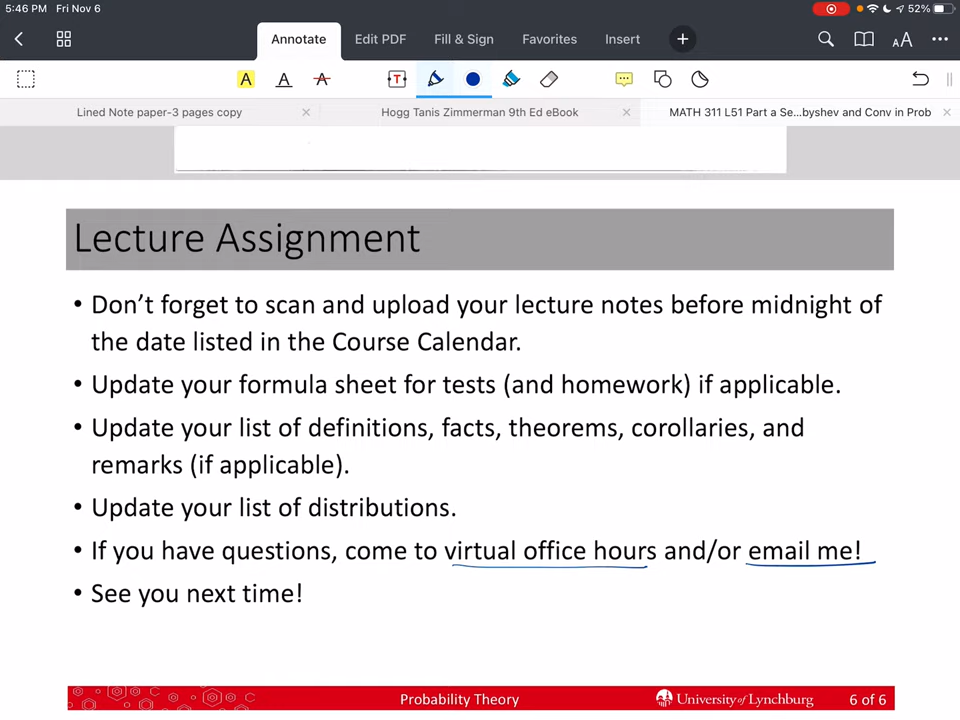 5:46 PM Fri Nov 6
52%
Annotate Edit PDF Fill & Sign Favorites Insert
A A A T
AA
Lined Note paper-3 pages copy
Hogg Tanis Zimmerman 9th Ed eBook
MATH 311 L51 Part a Se...byshev and Conv in Prob
Lecture Assignment
• Don't forget to scan and upload your lecture notes before midnight of
the date listed in the Course Calendar.
• Update your formula sheet for tests (and homework) if applicable.
• Update your list of definitions, facts, theorems, corollaries, and
remarks (if applicable).
• Update your list of distributions.
• If you have questions, come to virtual office hours and/or email me!
• See you next time!
Probability Theory
University of Lynchburg
6 of 6